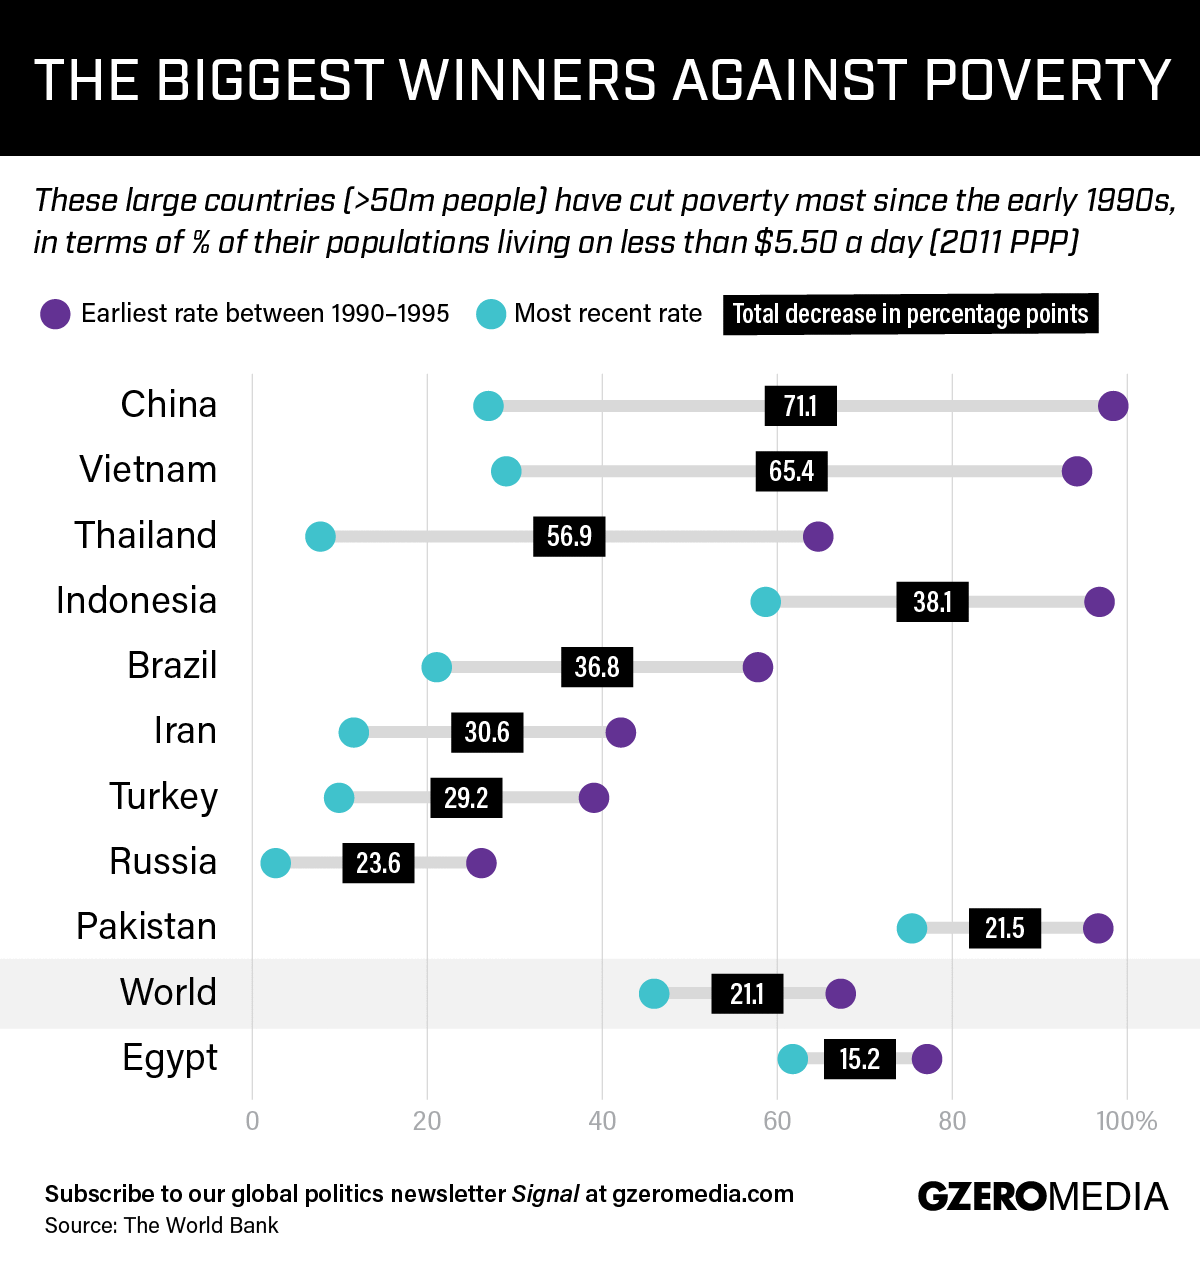 THE BIGGEST WINNERS AGAINST POVERTY
These large countries (>50m people) have cut poverty most since the early 1990s,
in terms of % of their populations living on less than $5.50 a day (2011 PPP)
Earliest rate between 1990–1995 Most recent rate Total decrease in percentage points
China 71.1
Vietnam 65.4
Thailand 56.9
Indonesia 38.1
Brazil 36.8
Iran 30.6
Turkey 29.2
Russia 23.6
Pakistan 21.5
World 21.1
Egypt 15.2
0 20 40 60 80 100%
Subscribe to our global politics newsletter Signal at gzeromedia.com
Source: The World Bank
GZEROMEDIA